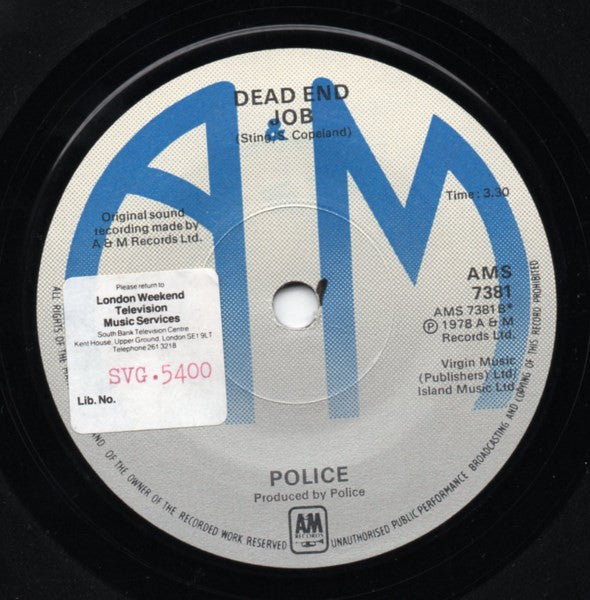 DEAD END
JOB
(Sting, S. Copeland)
A & M
Time: 3.30
Original sound
recording made by
A & M Records Ltd.
AMS
7381
AMS 7381 B*
Ⓟ 1978 A & M
Records Ltd.
Virgin Music
(Publishers) Ltd/
Island Music Ltd.
Please return to
London Weekend
Television
Music Services
South Bank Television Centre
Kent House, Upper Ground, London SE1 9LT
Telephone 261 3218
SVG.5400
Lib. No.
POLICE
Produced by Police
A&M
RECORDS
ALL RIGHTS OF THE
AND OF THE OWNER OF THE RECORDED WORK RESERVED
UNAUTHORISED PUBLIC PERFORMANCE BROADCASTING AND COPYING OF THIS RECORD PROHIBITED